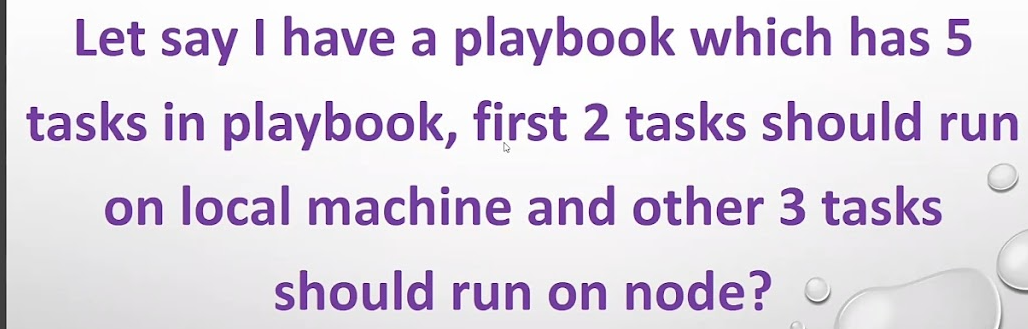 Let say I have a playbook which has 5
tasks in playbook, first 2 tasks should run
on local machine and other 3 tasks
should run on node?